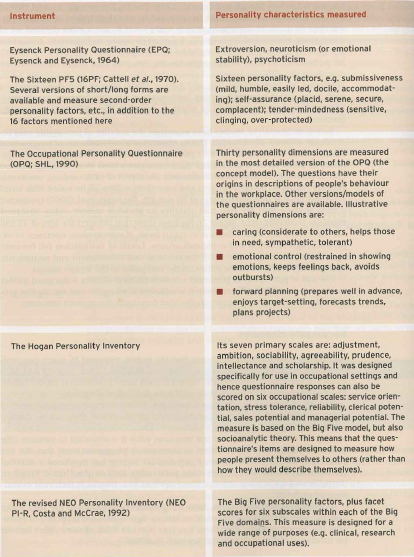 Instrument
Personality characteristics measured
Eysenck Personality Questionnaire (EPQ;
Eysenck and Eysenck, 1964)
Extroversion, neuroticism (or emotional
stability), psychoticism
The Sixteen PF5 (16PF; Cattell et al., 1970).
Several versions of short/long forms are
available and measure second-order
personality factors, etc., in addition to the
16 factors mentioned here
Sixteen personality factors, e.g. submissiveness
(mild, humble, easily led, docile, accommodat-
ing); self-assurance (placid, serene, secure,
complacent); tender-mindedness (sensitive,
clinging, over-protected)
The Occupational Personality Questionnaire
(OPQ; SHL, 1990)
Thirty personality dimensions are measured
in the most detailed version of the OPQ (the
concept model). The questions have their
origins in descriptions of people's behaviour
in the workplace. Other versions/models of
the questionnaires are available. Illustrative
personality dimensions are:
■ caring (considerate to others, helps those
in need, sympathetic, tolerant)
■ emotional control (restrained in showing
emotions, keeps feelings back, avoids
outbursts)
■ forward planning (prepares well in advance,
enjoys target-setting, forecasts trends,
plans projects)
The Hogan Personality Inventory
Its seven primary scales are: adjustment,
ambition, sociability, agreeability, prudence,
intellectance and scholarship. It was designed
specifically for use in occupational settings and
hence questionnaire responses can also be
scored on six occupational scales: service orien-
tation, stress tolerance, reliability, clerical poten-
tial, sales potential and managerial potential. The
measure is based on the Big Five model, but also
socioanalytic theory. This means that the ques-
tionnaire's items are designed to measure how
people present themselves to others (rather than
how they would describe themselves).
The revised NEO Personality Inventory (NEO
PI-R, Costa and McCrae, 1992)
The Big Five personality factors, plus facet
scores for six subscales within each of the Big
Five domains. This measure is designed for a
wide range of purposes (e.g. clinical, research
and occupational uses).